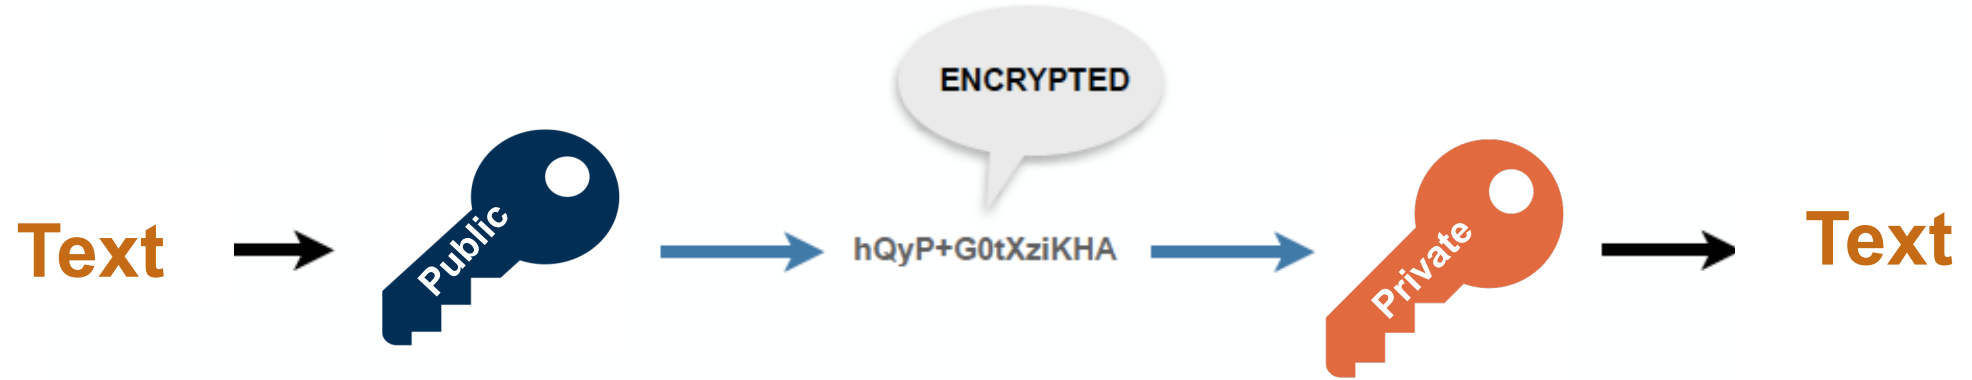 Text
Public
ENCRYPTED
hQyP+G0tXziKHA
Private
Text